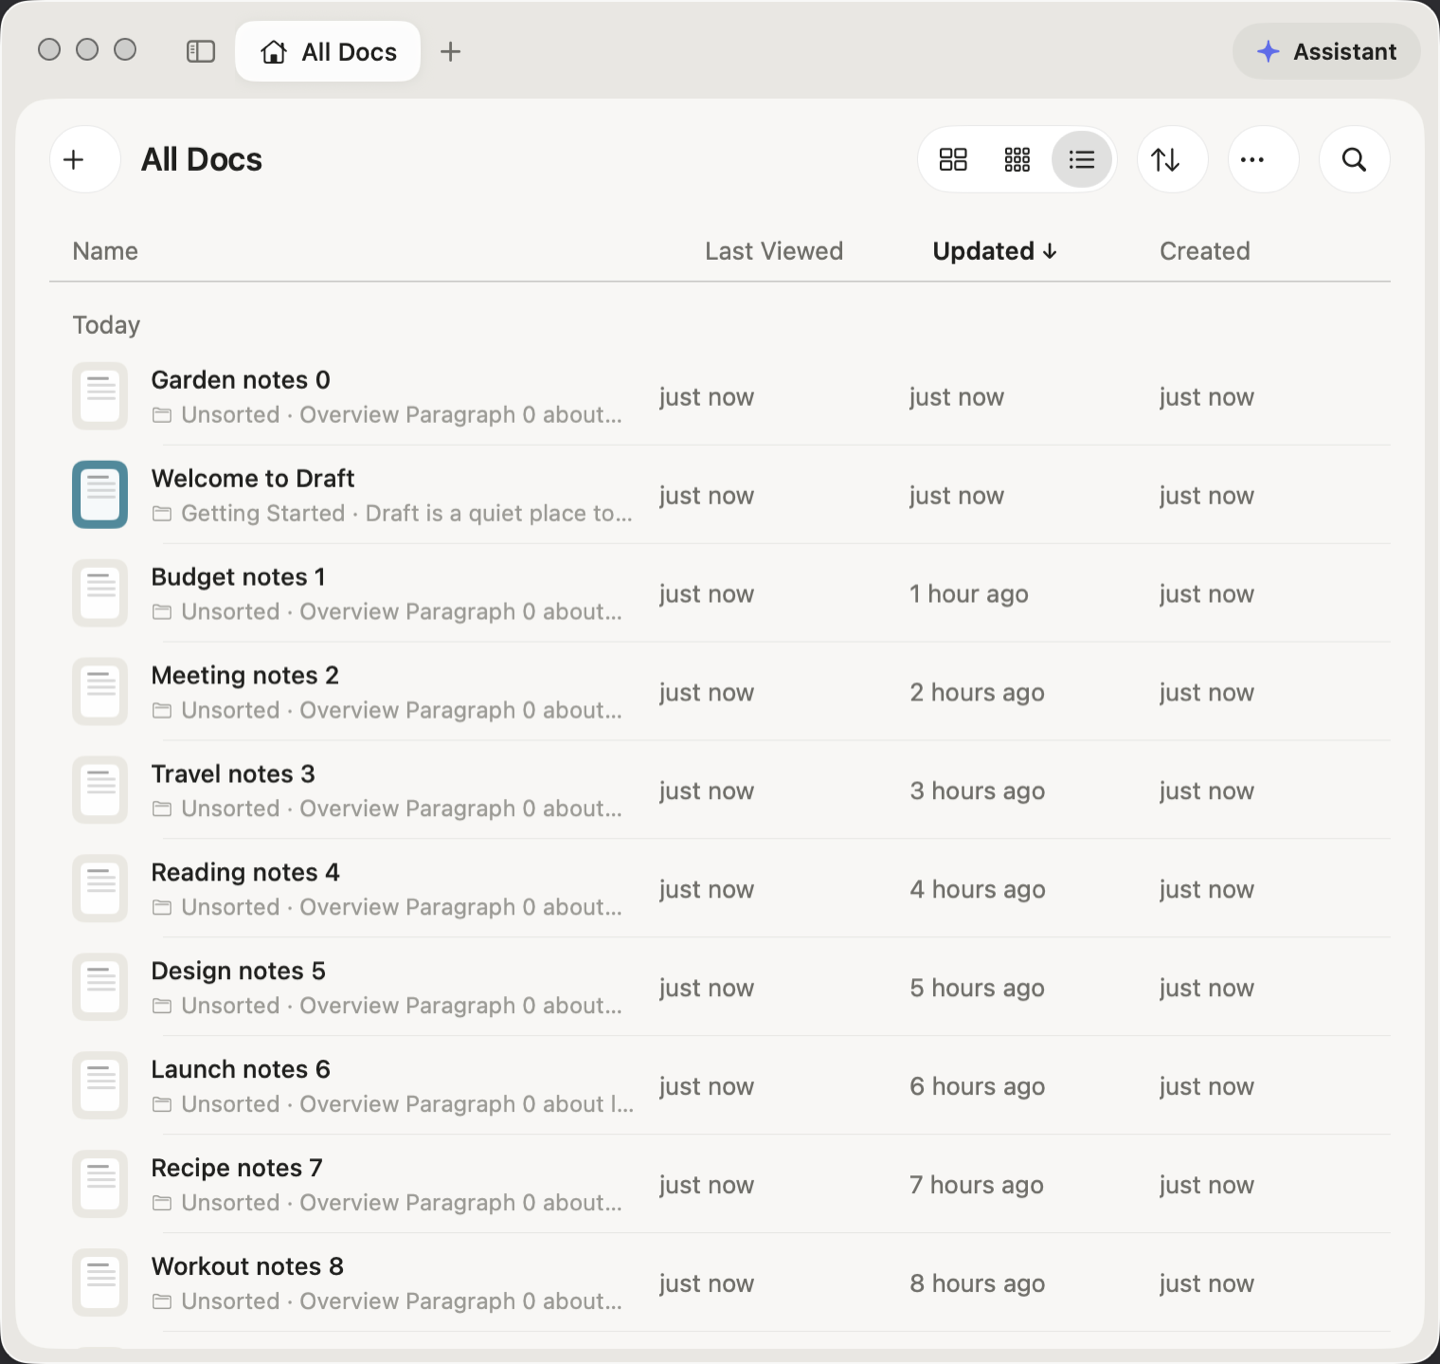 All Docs
Assistant
All Docs
Name Last Viewed Updated ↓ Created
Today
Garden notes 0
Unsorted · Overview Paragraph 0 about...
just now just now just now
Welcome to Draft
Getting Started · Draft is a quiet place to...
just now just now just now
Budget notes 1
Unsorted · Overview Paragraph 0 about...
just now 1 hour ago just now
Meeting notes 2
Unsorted · Overview Paragraph 0 about...
just now 2 hours ago just now
Travel notes 3
Unsorted · Overview Paragraph 0 about...
just now 3 hours ago just now
Reading notes 4
Unsorted · Overview Paragraph 0 about...
just now 4 hours ago just now
Design notes 5
Unsorted · Overview Paragraph 0 about...
just now 5 hours ago just now
Launch notes 6
Unsorted · Overview Paragraph 0 about l...
just now 6 hours ago just now
Recipe notes 7
Unsorted · Overview Paragraph 0 about...
just now 7 hours ago just now
Workout notes 8
Unsorted · Overview Paragraph 0 about...
just now 8 hours ago just now